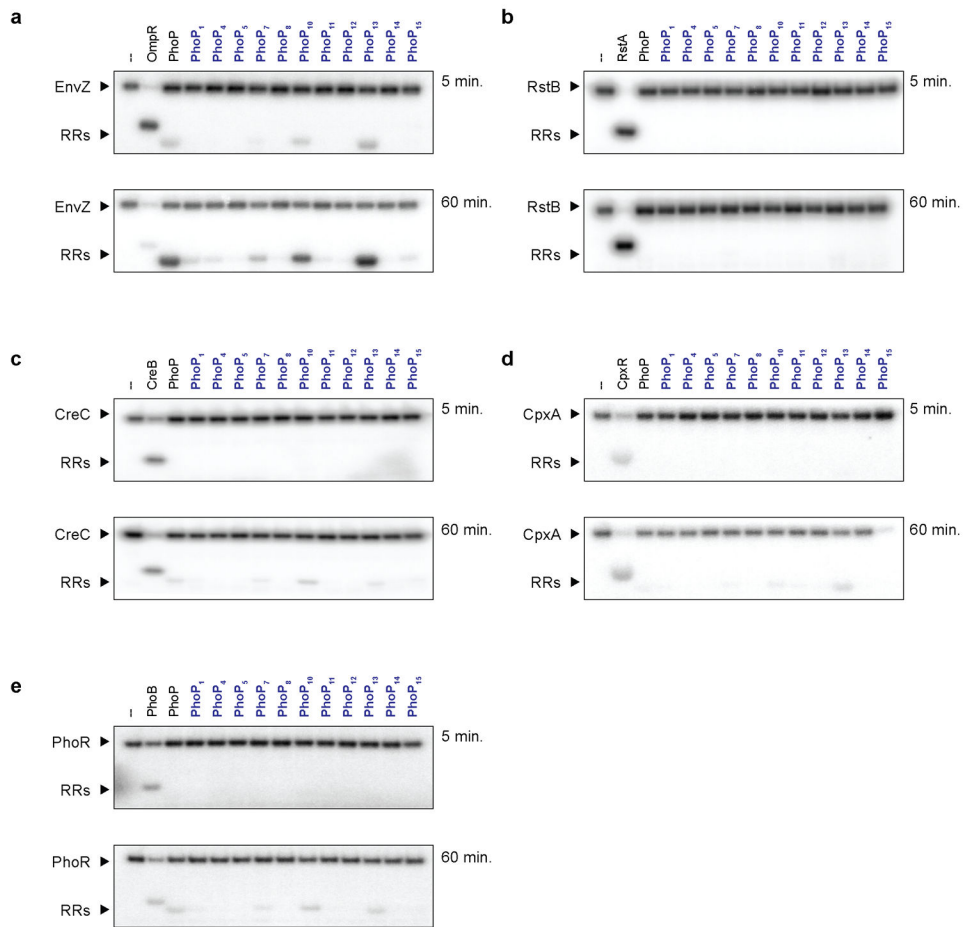 a
-- OmpR PhoP PhoP1 PhoP4 PhoP5 PhoP7 PhoP8 PhoP10 PhoP11 PhoP12 PhoP13 PhoP14 PhoP15
EnvZ ► 5 min.
RRs ►
EnvZ ► 60 min.
RRs ►
b
-- RstA PhoP PhoP1 PhoP4 PhoP5 PhoP7 PhoP8 PhoP10 PhoP11 PhoP12 PhoP13 PhoP14 PhoP15
RstB ► 5 min.
RRs ►
RstB ► 60 min.
RRs ►
c
-- CreB PhoP PhoP1 PhoP4 PhoP5 PhoP7 PhoP8 PhoP10 PhoP11 PhoP12 PhoP13 PhoP14 PhoP15
CreC ► 5 min.
RRs ►
CreC ► 60 min.
RRs ►
d
-- CpxR PhoP PhoP1 PhoP4 PhoP5 PhoP7 PhoP8 PhoP10 PhoP11 PhoP12 PhoP13 PhoP14 PhoP15
CpxA ► 5 min.
RRs ►
CpxA ► 60 min.
RRs ►
e
-- PhoB PhoP PhoP1 PhoP4 PhoP5 PhoP7 PhoP8 PhoP10 PhoP11 PhoP12 PhoP13 PhoP14 PhoP15
PhoR ► 5 min.
RRs ►
PhoR ► 60 min.
RRs ►